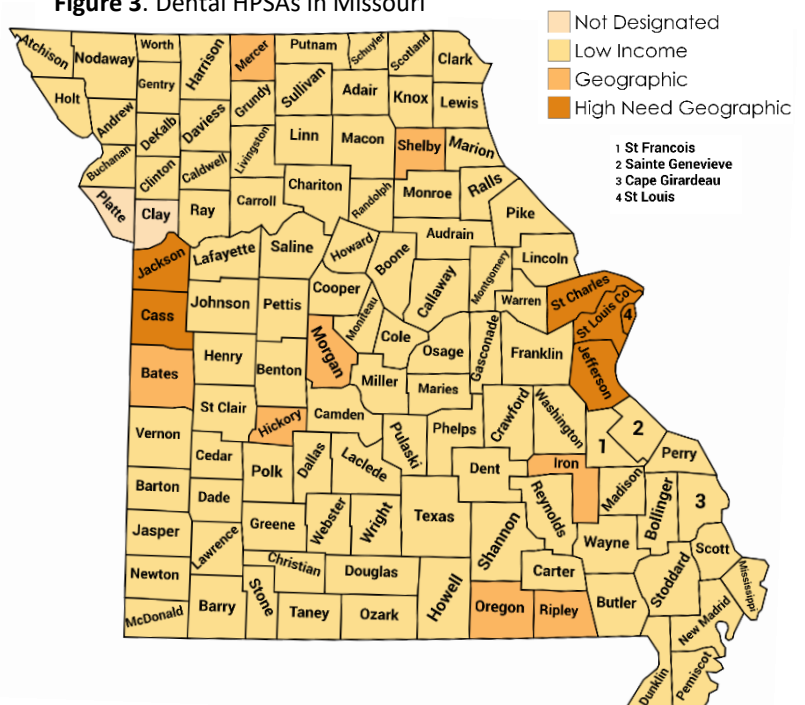 Figure 3. Dental HPSAs in Missouri
Not Designated
Low Income
Geographic
High Need Geographic
1 St Francois
2 Sainte Genevieve
3 Cape Girardeau
4 St Louis
Atchison
Nodaway
Worth
Harrison
Mercer
Putnam
Schuyler
Scotland
Clark
Holt
Andrew
Gentry
DeKalb
Daviess
Grundy
Sullivan
Adair
Knox
Lewis
Buchanan
Clinton
Caldwell
Livingston
Linn
Macon
Shelby
Marion
Platte
Clay
Ray
Carroll
Chariton
Randolph
Monroe
Ralls
Pike
Jackson
Lafayette
Saline
Howard
Boone
Audrain
Callaway
Montgomery
Lincoln
Cass
Johnson
Pettis
Cooper
Moniteau
Cole
Osage
Gasconade
Warren
Franklin
St Charles
St Louis Co
4
Jefferson
Bates
Henry
Benton
Morgan
Miller
Maries
St Clair
Hickory
Camden
Pulaski
Phelps
Crawford
Washington
1
2
Perry
Vernon
Cedar
Polk
Dallas
Laclede
Dent
Iron
Reynolds
Madison
Bollinger
3
Barton
Dade
Greene
Webster
Wright
Texas
Shannon
Wayne
Scott
Jasper
Lawrence
Christian
Douglas
Howell
Carter
Stoddard
Mississippi
Newton
Stone
McDonald
Barry
Taney
Ozark
Oregon
Ripley
Butler
New Madrid
Dunklin
Pemiscot